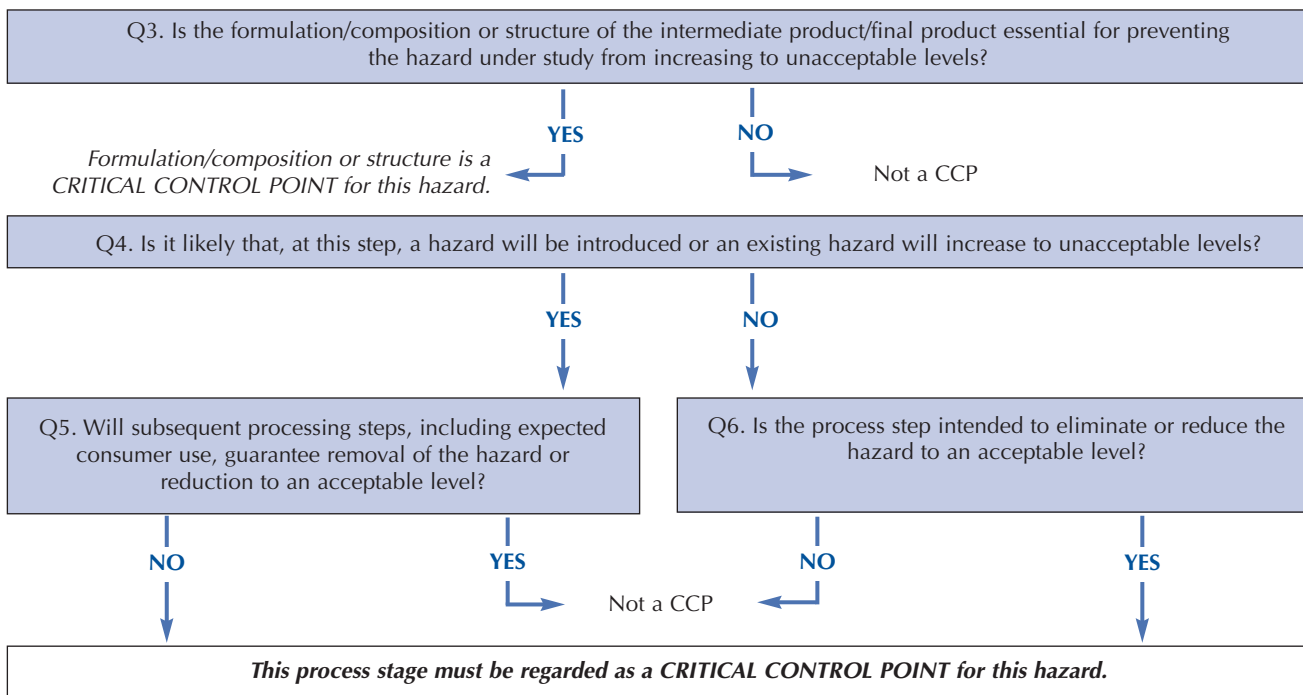 Q3. Is the formulation/composition or structure of the intermediate product/final product essential for preventing
the hazard under study from increasing to unacceptable levels?
YES
NO
Formulation/composition or structure is a
CRITICAL CONTROL POINT for this hazard.
Not a CCP
Q4. Is it likely that, at this step, a hazard will be introduced or an existing hazard will increase to unacceptable levels?
YES
NO
Q5. Will subsequent processing steps, including expected
consumer use, guarantee removal of the hazard or
reduction to an acceptable level?
Q6. Is the process step intended to eliminate or reduce the
hazard to an acceptable level?
NO
YES
NO
YES
Not a CCP
This process stage must be regarded as a CRITICAL CONTROL POINT for this hazard.